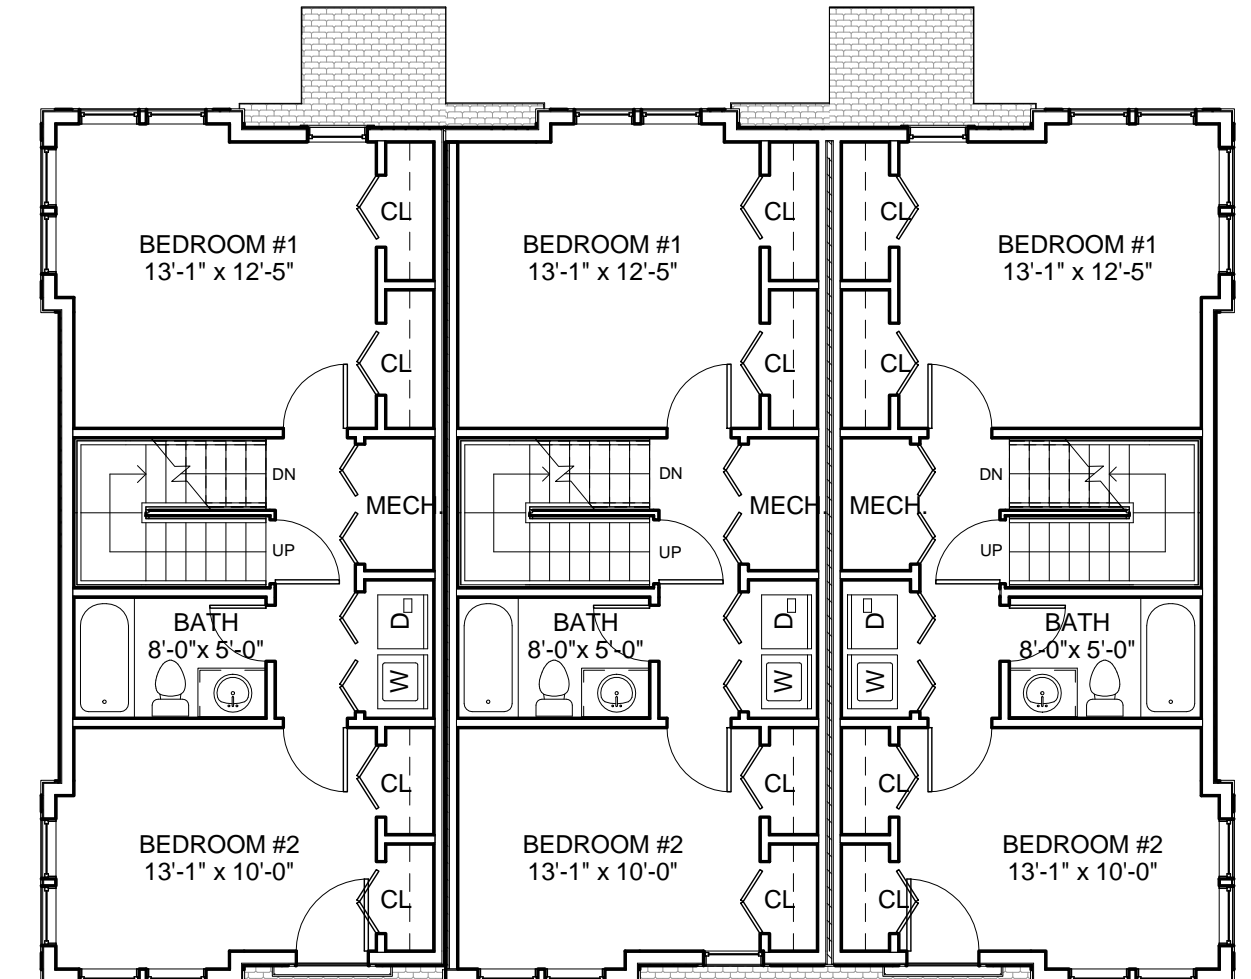 CL
CL
CL
BEDROOM #1
13'-1" x 12'-5"
BEDROOM #1
13'-1" x 12'-5"
BEDROOM #1
13'-1" x 12'-5"
CL
CL
CL
DN
DN
DN
MECH.
MECH.
MECH.
UP
UP
UP
BATH
8'-0"x 5'-0"
D
BATH
8'-0"x 5'-0"
D
D
BATH
8'-0"x 5'-0"
W
W
W
CL
CL
CL
BEDROOM #2
13'-1" x 10'-0"
BEDROOM #2
13'-1" x 10'-0"
BEDROOM #2
13'-1" x 10'-0"
CL
CL
CL